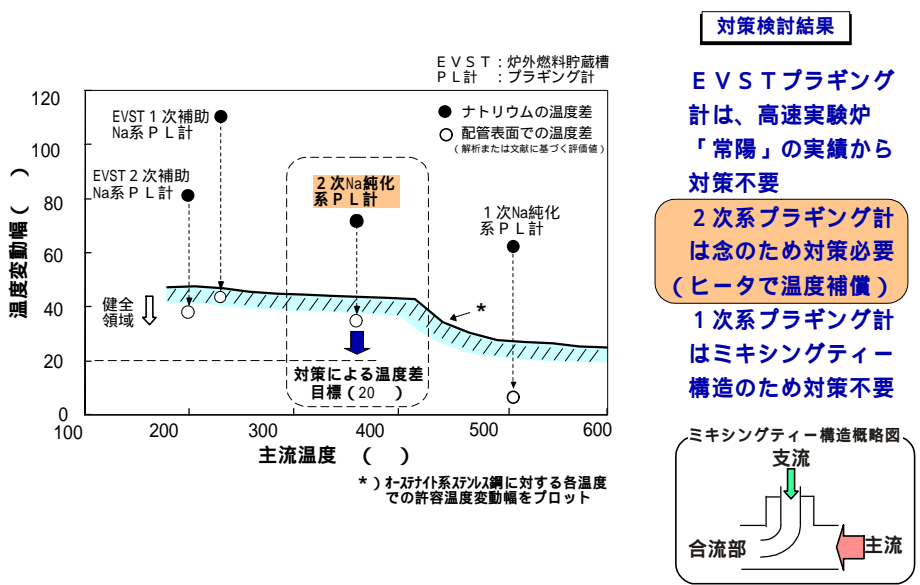 対策検討結果
ＥＶＳＴ：炉外燃料貯蔵槽
ＰＬ計　：プラギング計
120
100
80
60
40
20
0
温度変動幅（　）
100
200
300
400
500
600
主流温度　（　）
EVST１次補助
Na系ＰＬ計
EVST２次補助
Na系ＰＬ計
２次Na純化
系ＰＬ計
１次Na純化
系ＰＬ計
● ナトリウムの温度差
○ 配管表面での温度差
（解析または文献に基づく評価値）
健全
領域
*
対策による温度差
目標（20　）
*）ｵｰｽﾃﾅｲﾄ系ｽﾃﾝﾚｽ鋼に対する各温度
での許容温度変動幅をプロット
ＥＶＳＴプラギング
計は、高速実験炉
「常陽」の実績から
対策不要
２次系プラギング計
は念のため対策必要
（ヒータで温度補償）
１次系プラギング計
はミキシングティー
構造のため対策不要
ミキシングティー構造概略図
支流
合流部
主流